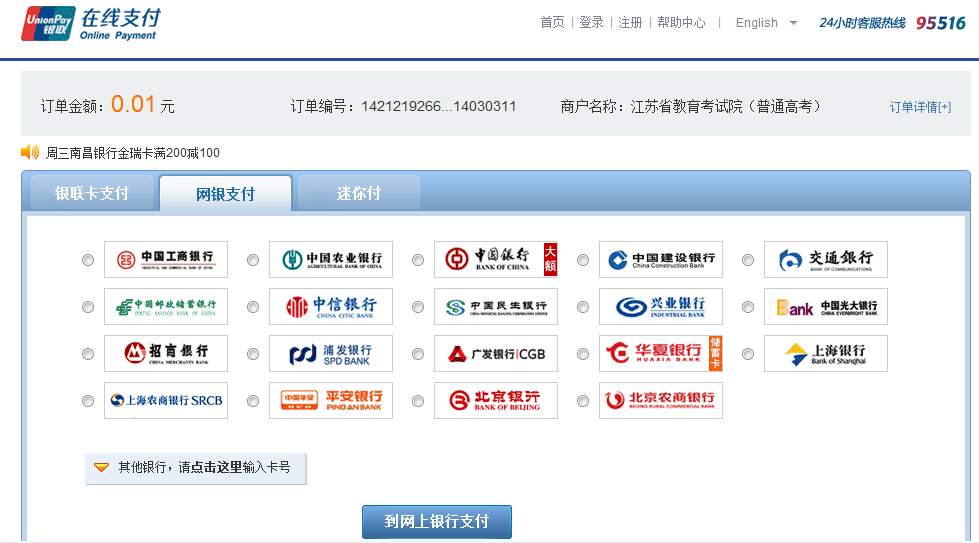 UnionPay 银联 在线支付 Online Payment
首页 | 登录 | 注册 | 帮助中心 | English 24小时客服热线 95516
订单金额：0.01 元 订单编号：1421219266...14030311 商户名称：江苏省教育考试院（普通高考） 订单详情[+]
周三南昌银行金瑞卡满200减100
银联卡支付 网银支付 迷你付
中国工商银行 INDUSTRIAL AND COMMERCIAL BANK OF CHINA 中国农业银行 AGRICULTURAL BANK OF CHINA 中国银行 BANK OF CHINA 大额 中国建设银行 China Construction Bank 交通银行 BANK OF COMMUNICATIONS
中国邮政储蓄银行 POSTAL SAVINGS BANK OF CHINA 中信银行 CHINA CITIC BANK 中国民生银行 CHINA MINSHENG BANKING CORPORATION LIMITED 兴业银行 INDUSTRIAL BANK Bank 中国光大银行 CHINA EVERBRIGHT BANK
招商银行 CHINA MERCHANTS BANK 浦发银行 SPD BANK 广发银行|CGB 华夏银行 HUAXIA BANK 储蓄卡 上海银行 Bank of Shanghai
上海农商银行 SRCB 中国平安 平安银行 PING AN BANK 北京银行 BANK OF BEIJING 北京农商银行 BEIJING RURAL COMMERCIAL BANK
其他银行，请点击这里输入卡号
到网上银行支付